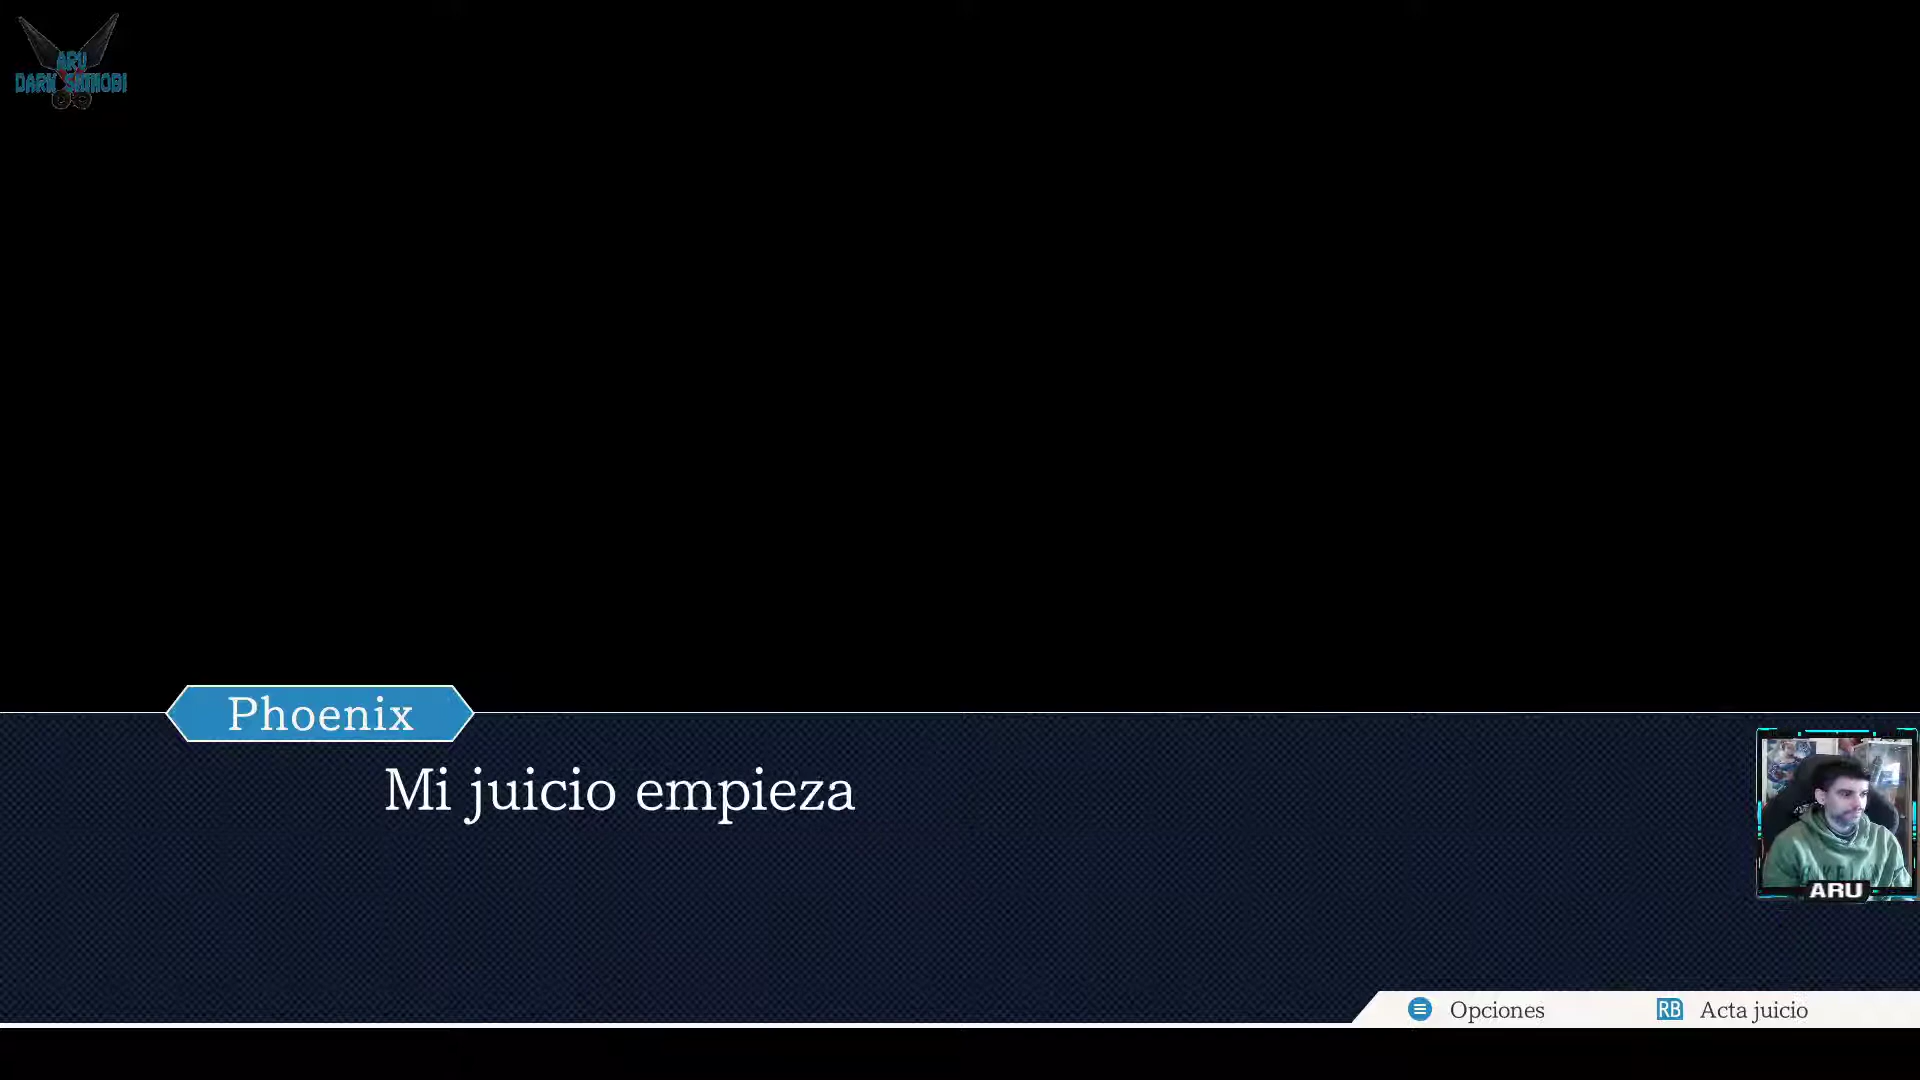 ARU
DARK SHINOBI
Phoenix
Mi juicio empieza
ARU
Opciones
RB Acta juicio